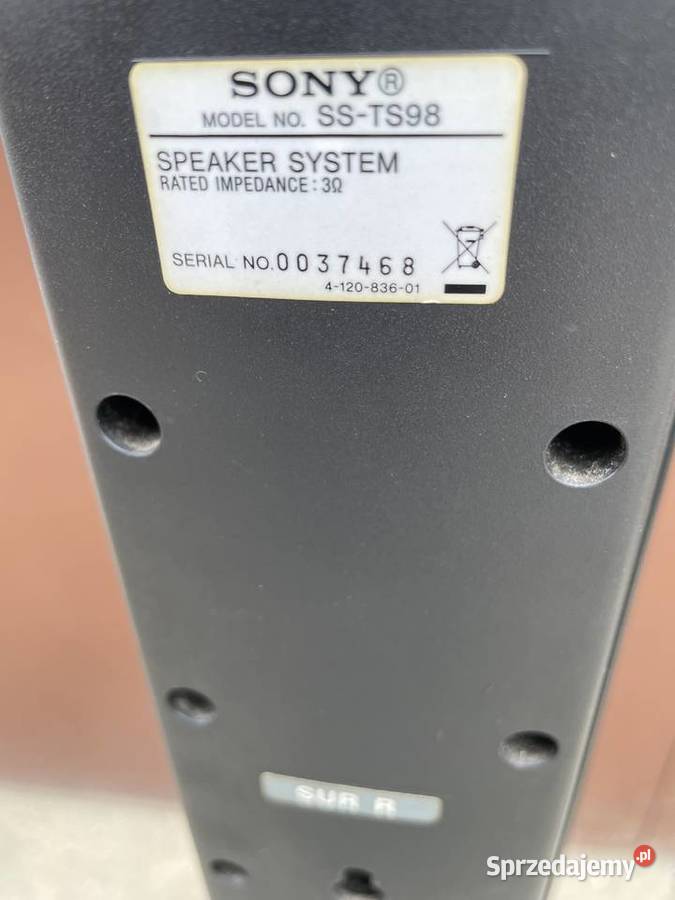 SONY®
MODEL NO. SS-TS98
SPEAKER SYSTEM
RATED IMPEDANCE: 3Ω
SERIAL NO. 0037468
4-120-836-01
SUR R
Sprzedajemy.pl